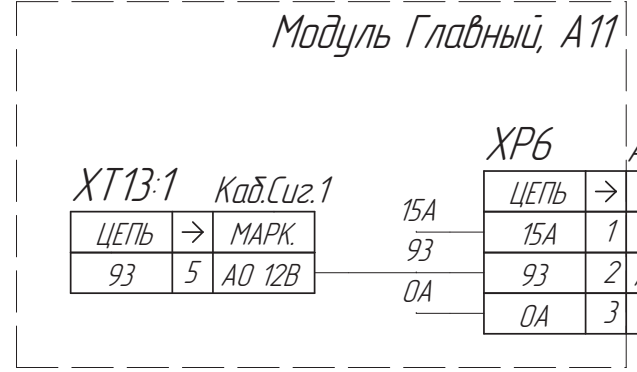 Модуль Главный, А11
ХР6
ХТ13:1 Каб.Сиг.1
ЦЕПЬ →
15А
ЦЕПЬ → МАРК.
15А 1
93
93 5 АО 12В
93 2
0А
0А 3